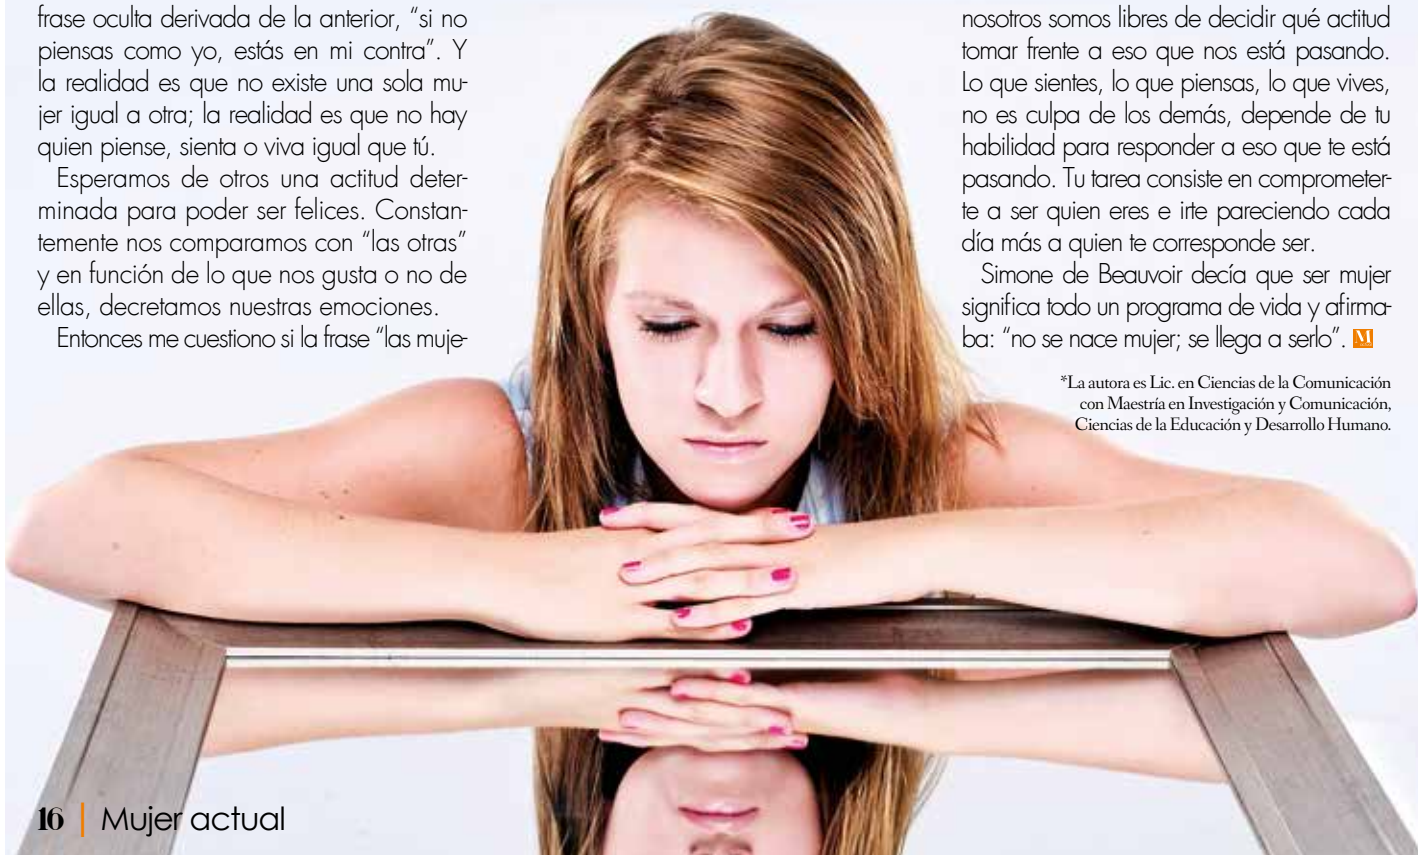 frase oculta derivada de la anterior, “si no
piensas como yo, estás en mi contra”. Y
la realidad es que no existe una sola mu-
jer igual a otra; la realidad es que no hay
quien piense, sienta o viva igual que tú.
Esperamos de otros una actitud deter-
minada para poder ser felices. Constan-
temente nos comparamos con “las otras”
y en función de lo que nos gusta o no de
ellas, decretamos nuestras emociones.
Entonces me cuestiono si la frase “las muje-
nosotros somos libres de decidir qué actitud
tomar frente a eso que nos está pasando.
Lo que sientes, lo que piensas, lo que vives,
no es culpa de los demás, depende de tu
habilidad para responder a eso que te está
pasando. Tu tarea consiste en comprometer-
te a ser quien eres e irte pareciendo cada
día más a quien te corresponde ser.
Simone de Beauvoir decía que ser mujer
significa todo un programa de vida y afirma-
ba: “no se nace mujer; se llega a serlo”. M
*La autora es Lic. en Ciencias de la Comunicación
con Maestría en Investigación y Comunicación,
Ciencias de la Educación y Desarrollo Humano.
16 | Mujer actual